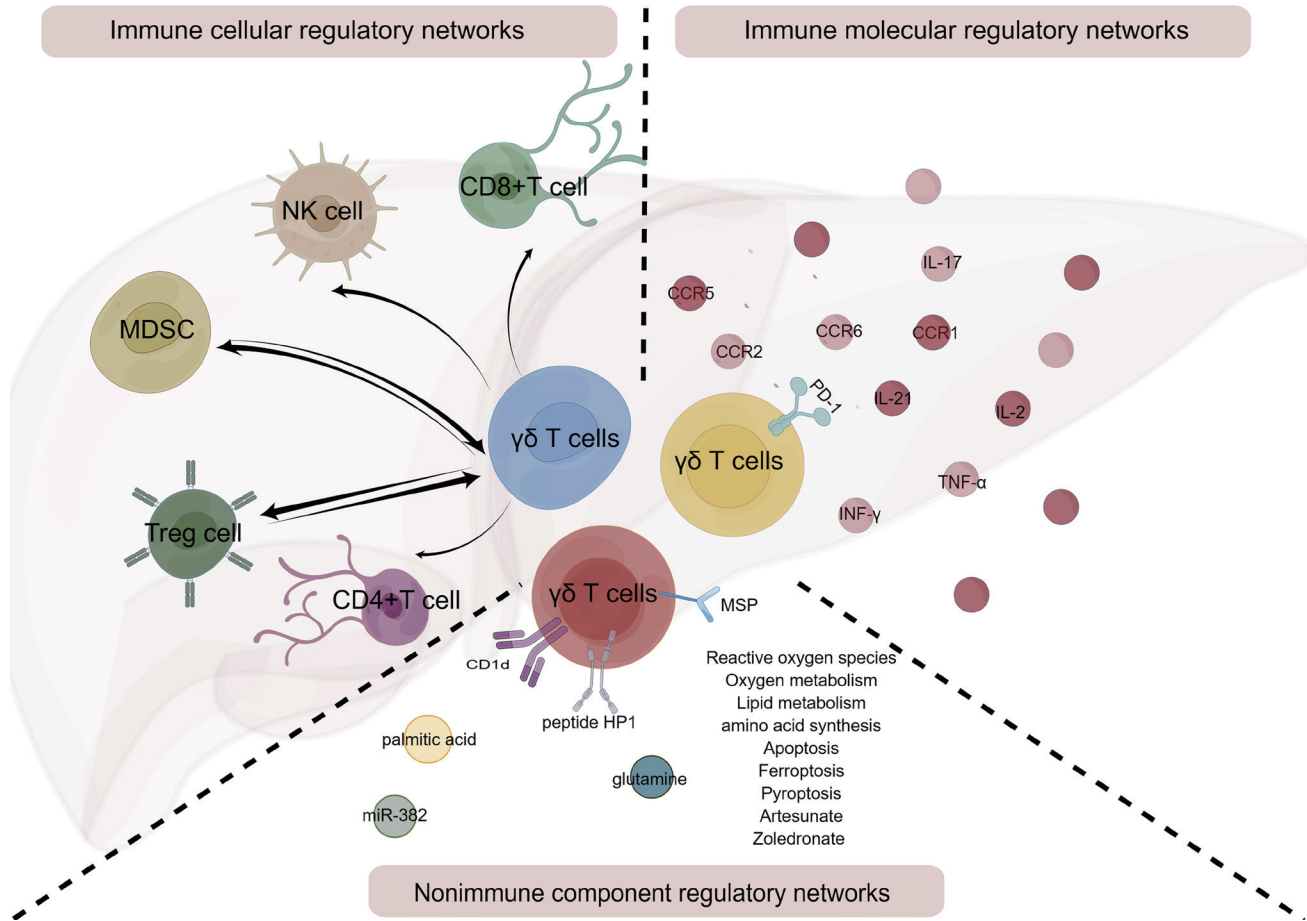 Immune cellular regulatory networks
Immune molecular regulatory networks
CD8+T cell
NK cell
MDSC
γδ T cells
Treg cell
CD4+T cell
IL-17
CCR5
CCR6
CCR1
CCR2
PD-1
IL-21
IL-2
γδ T cells
TNF-α
INF-γ
γδ T cells
MSP
CD1d
peptide HP1
palmitic acid
glutamine
miR-382
Reactive oxygen species
Oxygen metabolism
Lipid metabolism
amino acid synthesis
Apoptosis
Ferroptosis
Pyroptosis
Artesunate
Zoledronate
Nonimmune component regulatory networks